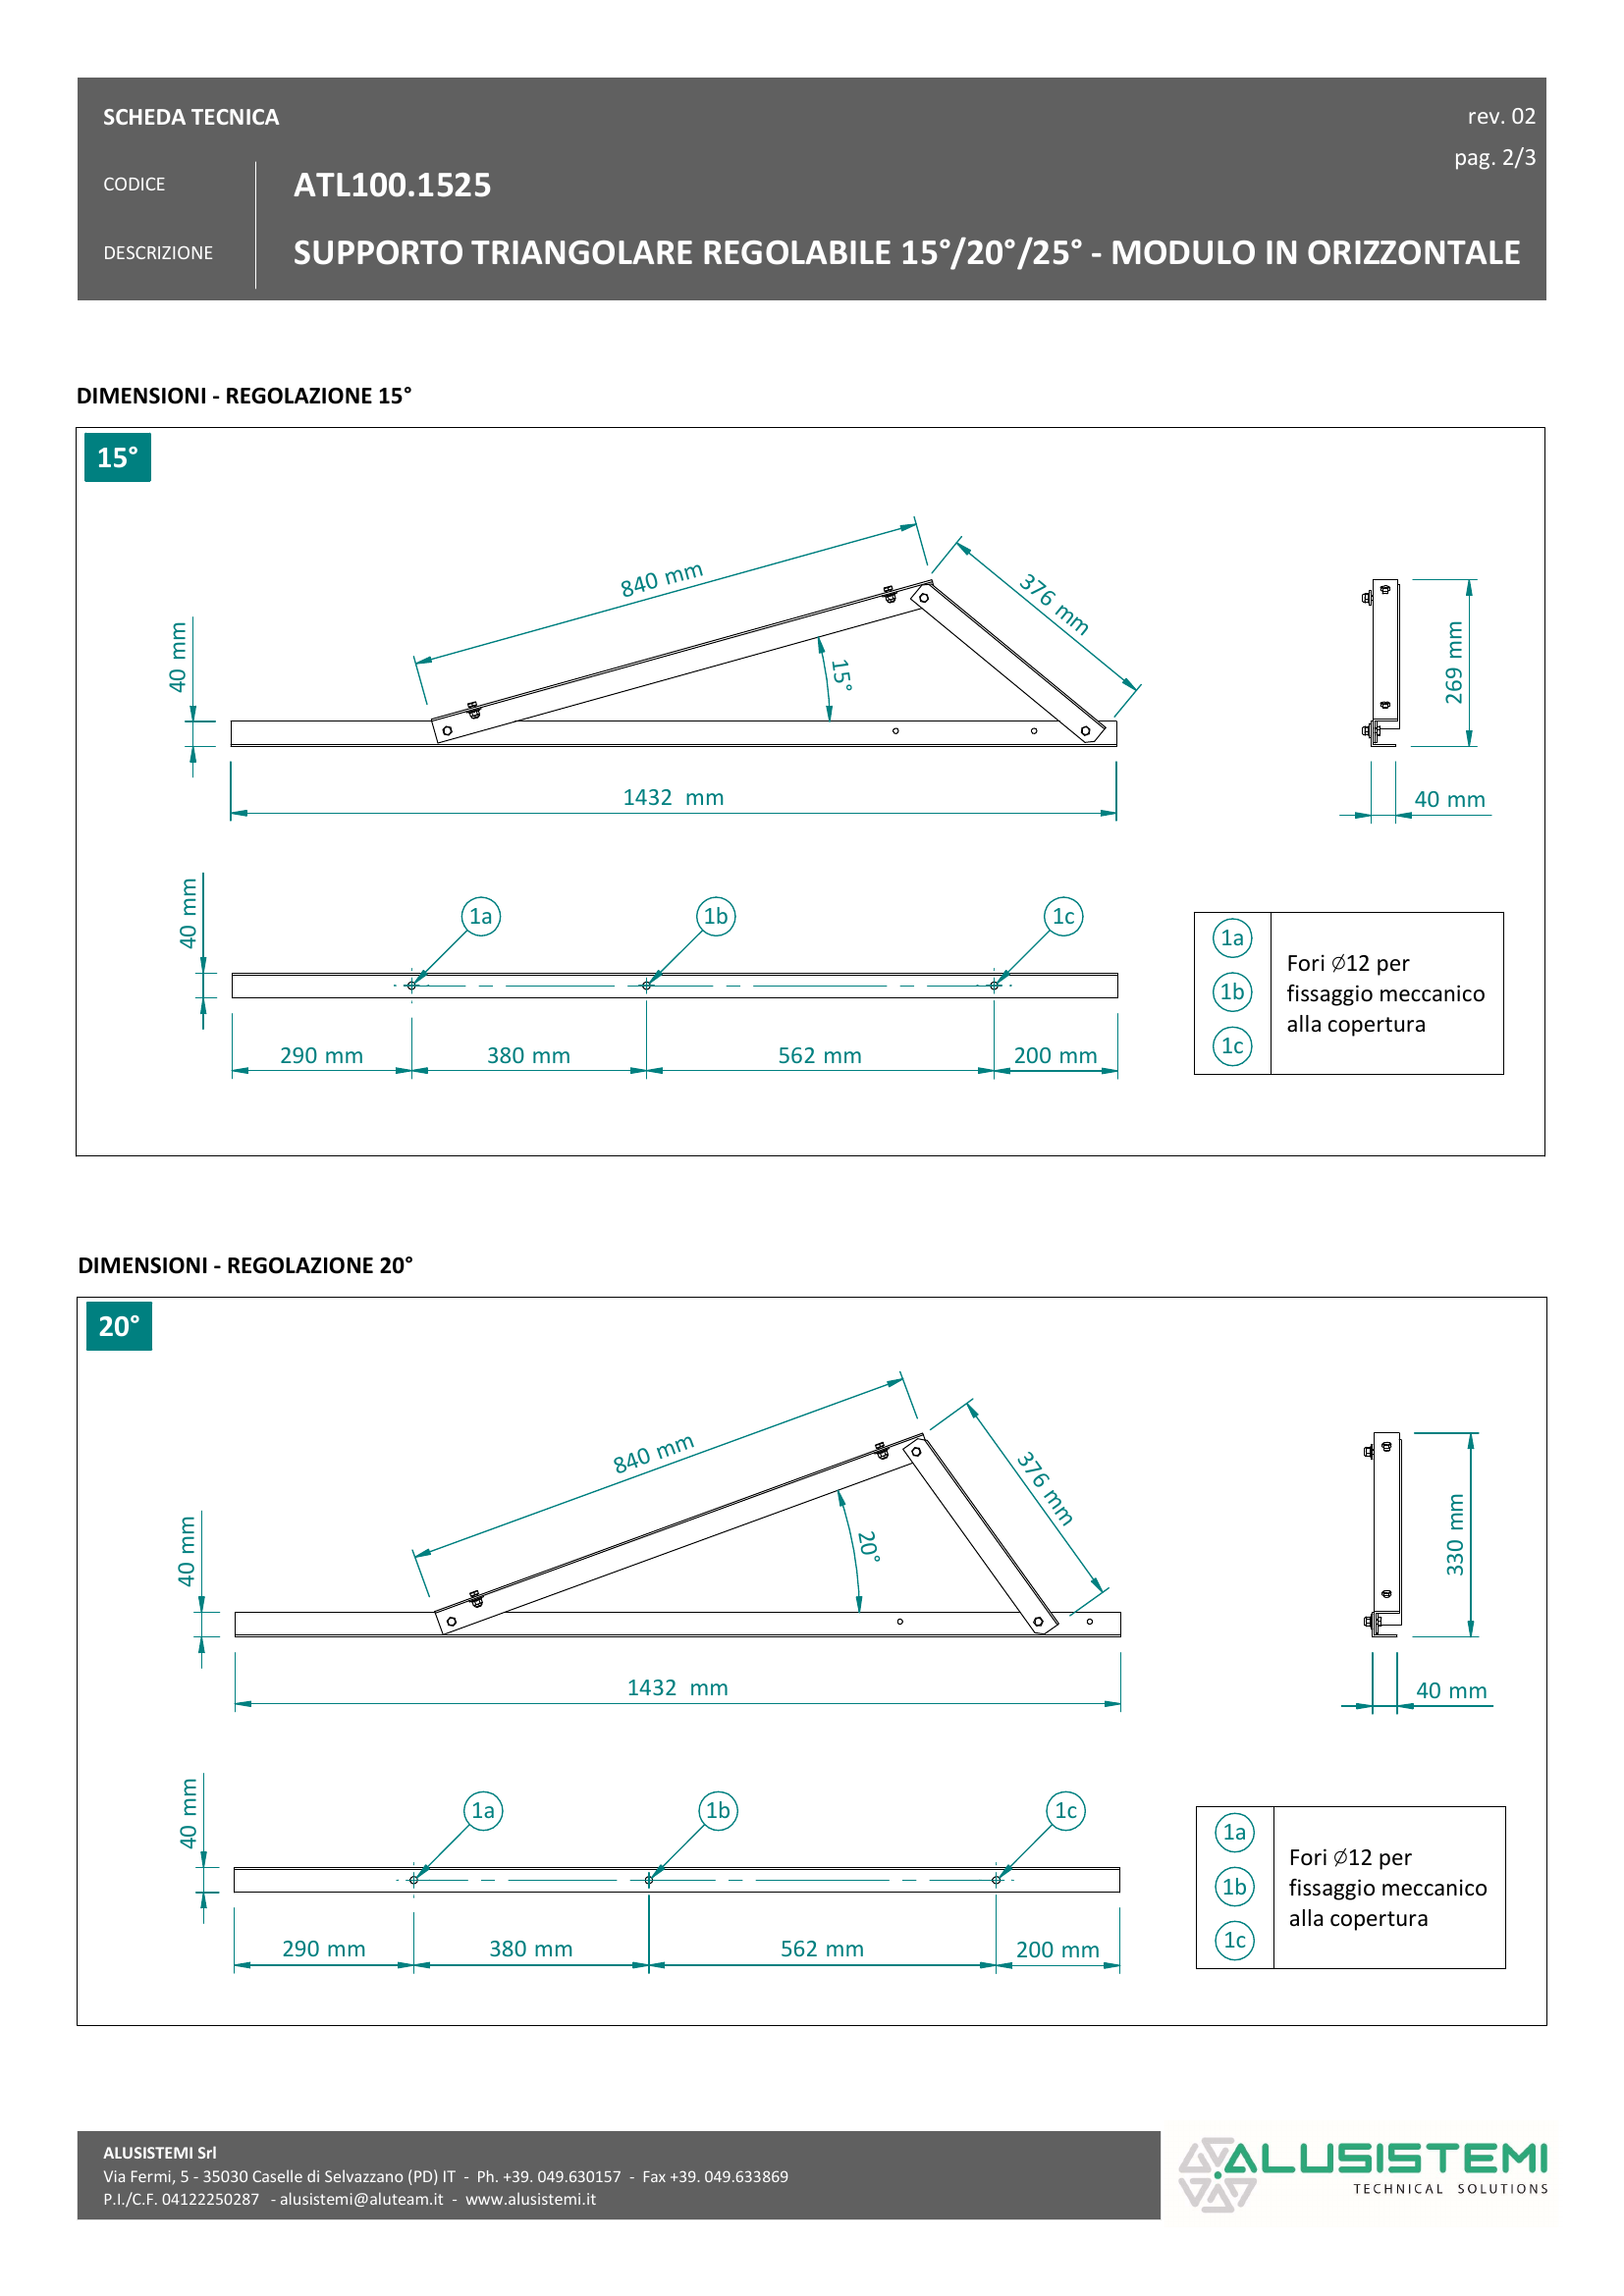 SCHEDA TECNICA
rev. 02
pag. 2/3
CODICE
ATL100.1525
DESCRIZIONE
SUPPORTO TRIANGOLARE REGOLABILE 15°/20°/25° - MODULO IN ORIZZONTALE
DIMENSIONI - REGOLAZIONE 15°
15°
840 mm
376 mm
40 mm
15°
269 mm
1432 mm
40 mm
40 mm
1a
1b
1c
290 mm
380 mm
562 mm
200 mm
1a
1b
1c
Fori ∅12 per
fissaggio meccanico
alla copertura
DIMENSIONI - REGOLAZIONE 20°
20°
840 mm
376 mm
40 mm
20°
330 mm
1432 mm
40 mm
40 mm
1a
1b
1c
290 mm
380 mm
562 mm
200 mm
1a
1b
1c
Fori ∅12 per
fissaggio meccanico
alla copertura
ALUSISTEMI Srl
Via Fermi, 5 - 35030 Caselle di Selvazzano (PD) IT - Ph. +39. 049.630157 - Fax +39. 049.633869
P.I./C.F. 04122250287 - alusistemi@aluteam.it - www.alusistemi.it
ALUSISTEMI
TECHNICAL SOLUTIONS